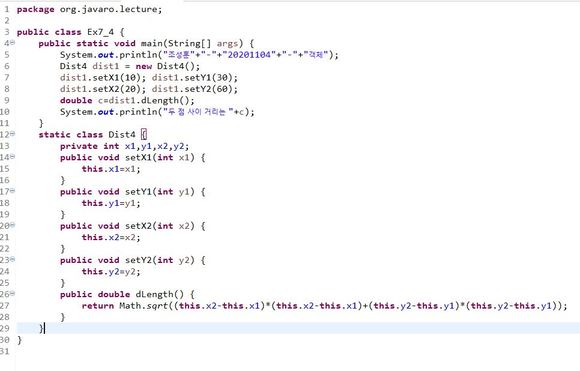 1 package org.javaro.lecture;
2
3 public class Ex7_4 {
4 public static void main(String[] args) {
5 System.out.println("조성훈"+"-"+"20201104"+"-"+"객체");
6 Dist4 dist1 = new Dist4();
7 dist1.setX1(10); dist1.setY1(30);
8 dist1.setX2(20); dist1.setY2(60);
9 double c=dist1.dLength();
10 System.out.println("두 점 사이 거리는 "+c);
11 }
12 static class Dist4 {
13 private int x1,y1,x2,y2;
14 public void setX1(int x1) {
15 this.x1=x1;
16 }
17 public void setY1(int y1) {
18 this.y1=y1;
19 }
20 public void setX2(int x2) {
21 this.x2=x2;
22 }
23 public void setY2(int y2) {
24 this.y2=y2;
25 }
26 public double dLength() {
27 return Math.sqrt((this.x2-this.x1)*(this.x2-this.x1)+(this.y2-this.y1)*(this.y2-this.y1));
28 }
29 }
30 }
31